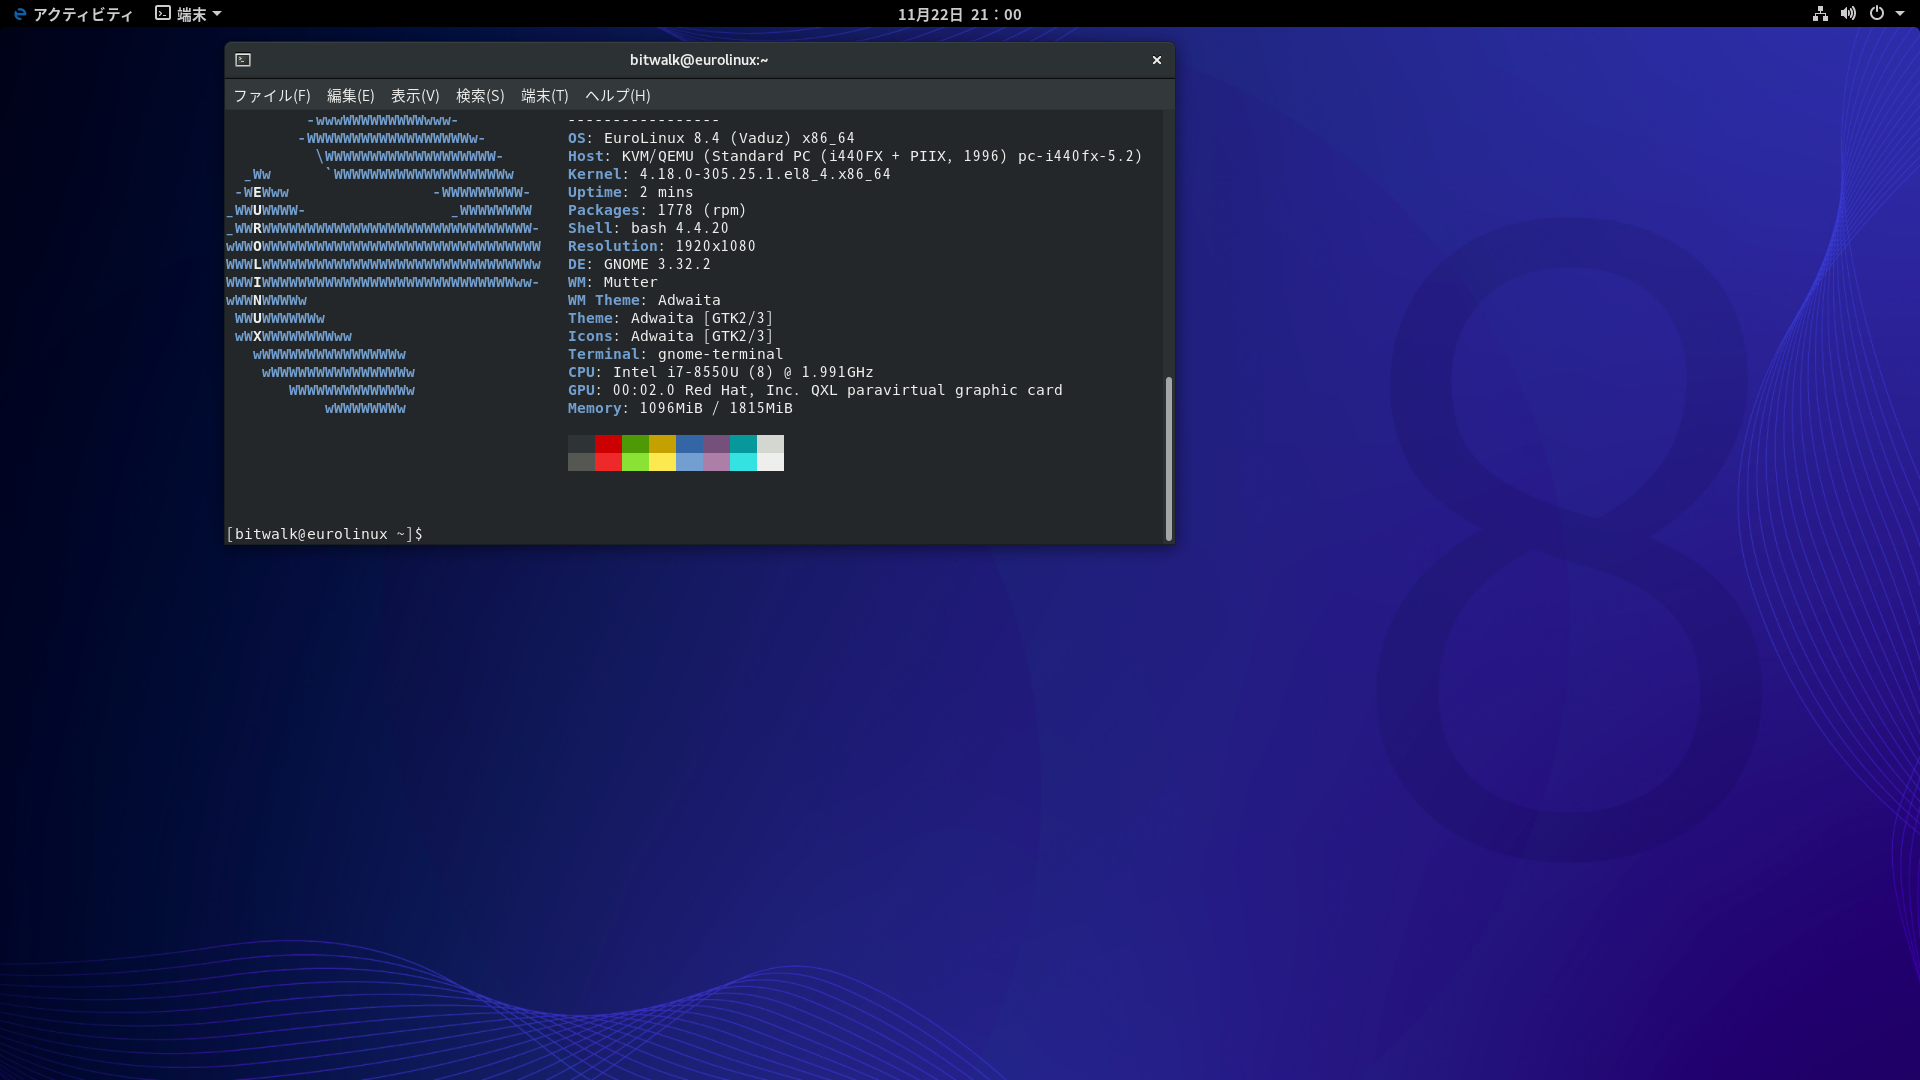 アクティビティ 端末 11月22日 21：00
bitwalk@eurolinux:~
ファイル(F) 編集(E) 表示(V) 検索(S) 端末(T) ヘルプ(H)
-wwwWWWWWWWWWwww- -----------------
-WWWWWWWWWWWWWWWWWWw- OS: EuroLinux 8.4 (Vaduz) x86_64
\WWWWWWWWWWWWWWWWWWW- Host: KVM/QEMU (Standard PC (i440FX + PIIX, 1996) pc-i440fx-5.2)
_Ww `WWWWWWWWWWWWWWWWWWWw Kernel: 4.18.0-305.25.1.el8_4.x86_64
-WEWww -WWWWWWWWW- Uptime: 2 mins
_WWUWWWW- _WWWWWWWW Packages: 1778 (rpm)
_WWRWWWWWWWWWWWWWWWWWWWWWWWWWWWWWW- Shell: bash 4.4.20
wWWOWWWWWWWWWWWWWWWWWWWWWWWWWWWWWWW Resolution: 1920x1080
WWWLWWWWWWWWWWWWWWWWWWWWWWWWWWWWWWw DE: GNOME 3.32.2
WWWIWWWWWWWWWWWWWWWWWWWWWWWWWWWWww- WM: Mutter
wWWNWWWWw WM Theme: Adwaita
WWUWWWWWWw Theme: Adwaita [GTK2/3]
wWXWWWWWWWWww Icons: Adwaita [GTK2/3]
wWWWWWWWWWWWWWWWw Terminal: gnome-terminal
wWWWWWWWWWWWWWWWw CPU: Intel i7-8550U (8) @ 1.991GHz
WWWWWWWWWWWWWw GPU: 00:02.0 Red Hat, Inc. QXL paravirtual graphic card
wWWWWWWWw Memory: 1096MiB / 1815MiB
[bitwalk@eurolinux ~]$
8